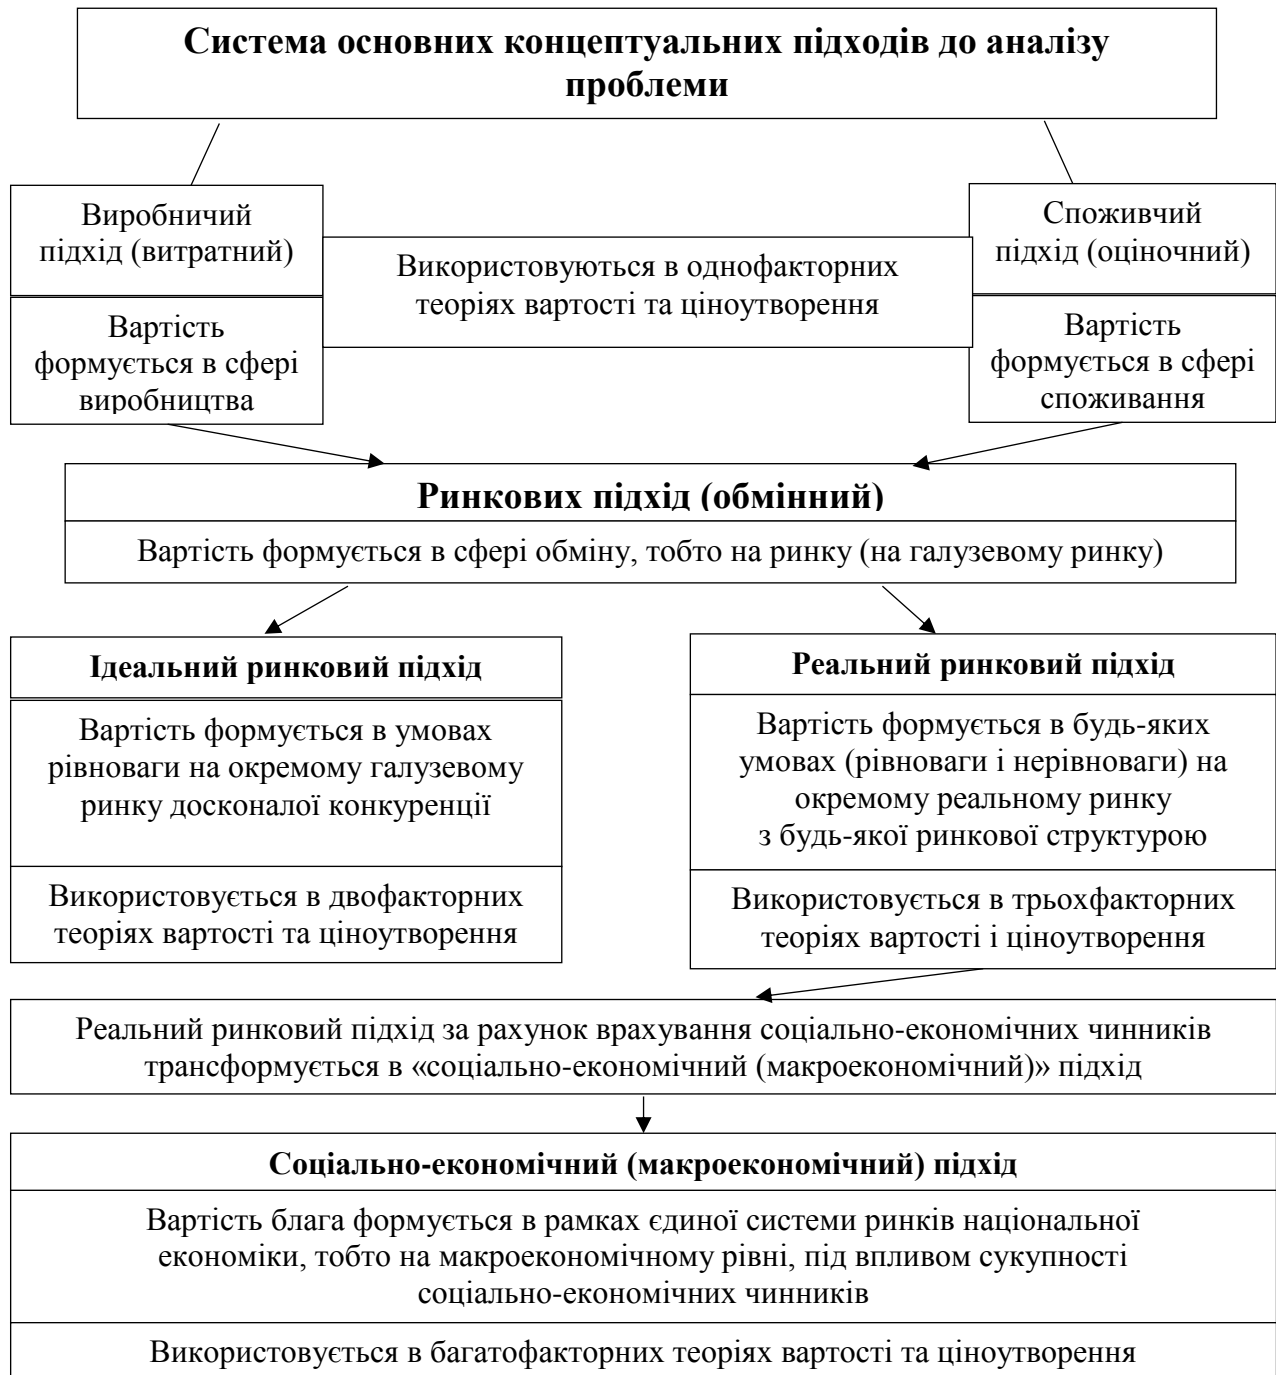 Система основних концептуальних підходів до аналізу
проблеми
Виробничий
підхід (витратний)
Вартість
формується в сфері
виробництва
Використовуються в однофакторних
теоріях вартості та ціноутворення
Споживчий
підхід (оціночний)
Вартість
формується в сфері
споживання
Ринкових підхід (обмінний)
Вартість формується в сфері обміну, тобто на ринку (на галузевому ринку)
Ідеальний ринковий підхід
Вартість формується в умовах
рівноваги на окремому галузевому
ринку досконалої конкуренції
Використовується в двофакторних
теоріях вартості та ціноутворення
Реальний ринковий підхід
Вартість формується в будь-яких
умовах (рівноваги і нерівноваги) на
окремому реальному ринку
з будь-якої ринкової структурою
Використовується в трьохфакторних
теоріях вартості і ціноутворення
Реальний ринковий підхід за рахунок врахування соціально-економічних чинників
трансформується в «соціально-економічний (макроекономічний)» підхід
Соціально-економічний (макроекономічний) підхід
Вартість блага формується в рамках єдиної системи ринків національної
економіки, тобто на макроекономічному рівні, під впливом сукупності
соціально-економічних чинників
Використовується в багатофакторних теоріях вартості та ціноутворення